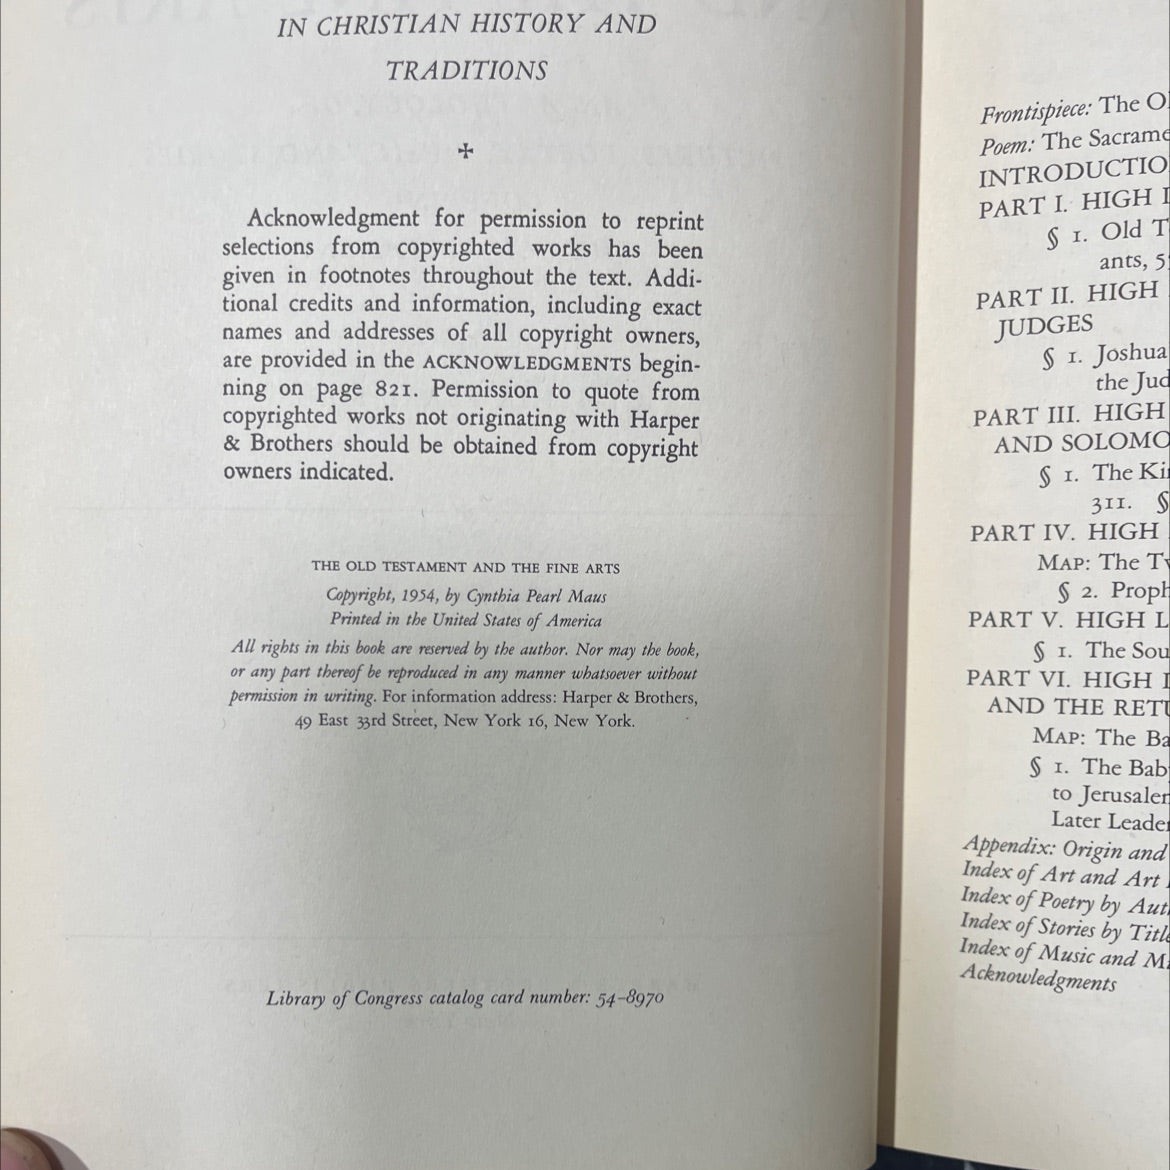 IN CHRISTIAN HISTORY AND
TRADITIONS
Acknowledgment for permission to reprint
selections from copyrighted works has been
given in footnotes throughout the text. Addi-
tional credits and information, including exact
names and addresses of all copyright owners,
are provided in the ACKNOWLEDGMENTS begin-
ning on page 821. Permission to quote from
copyrighted works not originating with Harper
& Brothers should be obtained from copyright
owners indicated.
THE OLD TESTAMENT AND THE FINE ARTS
Copyright, 1954, by Cynthia Pearl Maus
Printed in the United States of America
All rights in this book are reserved by the author. Nor may the book,
or any part thereof be reproduced in any manner whatsoever without
permission in writing. For information address: Harper & Brothers,
49 East 33rd Street, New York 16, New York.
Library of Congress catalog card number: 54-8970
Frontispiece: The
Poem: The
PART I. HIGH
§ 1. Old
ants,
PART II. HIGH
JUDGES
§ 1. Joshua
the
PART III. HIGH
AND
§ 1. The
311. §
PART IV. HIGH
MAP: The
§ 2.
PART V. HIGH
§ 1. The
PART VI. HIGH
AND THE
MAP: The
§ 1. The
to
Later
Appendix: Origin and
Index of Art and Art
Index of Poetry by
Index of Stories by
Index of Music and
Acknowledgments